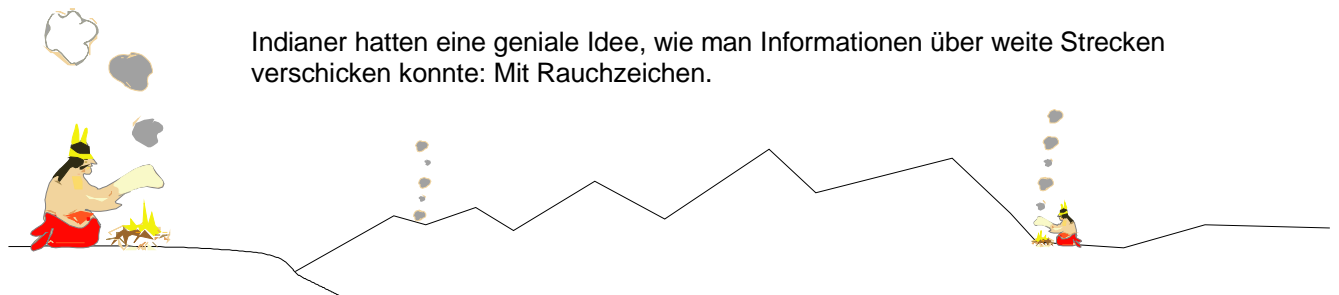 Indianer hatten eine geniale Idee, wie man Informationen über weite Strecken
verschicken konnte: Mit Rauchzeichen.